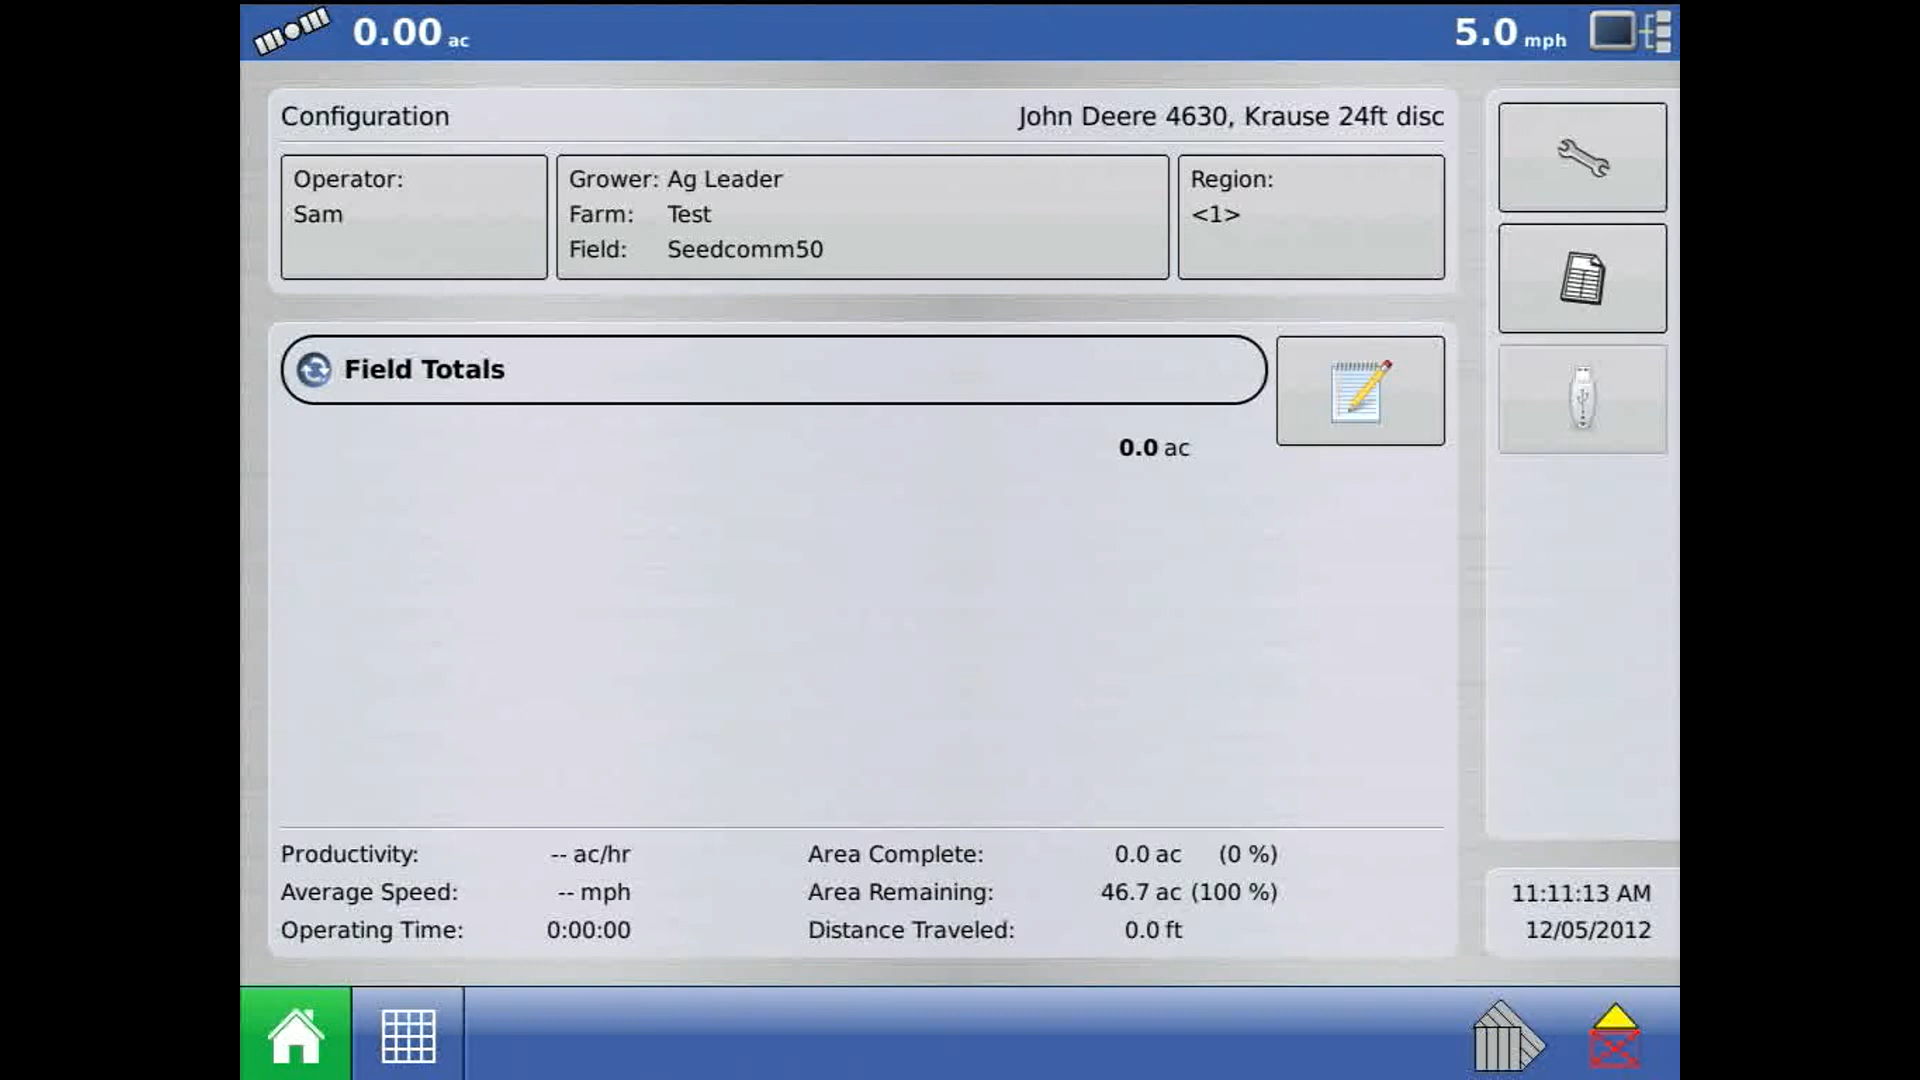 0.00 ac
5.0 mph
Configuration
John Deere 4630, Krause 24ft disc
Operator:
Sam
Grower: Ag Leader
Farm: Test
Field: Seedcomm50
Region:
<1>
Field Totals
0.0 ac
Productivity: -- ac/hr
Average Speed: -- mph
Operating Time: 0:00:00
Area Complete: 0.0 ac (0 %)
Area Remaining: 46.7 ac (100 %)
Distance Traveled: 0.0 ft
11:11:13 AM
12/05/2012